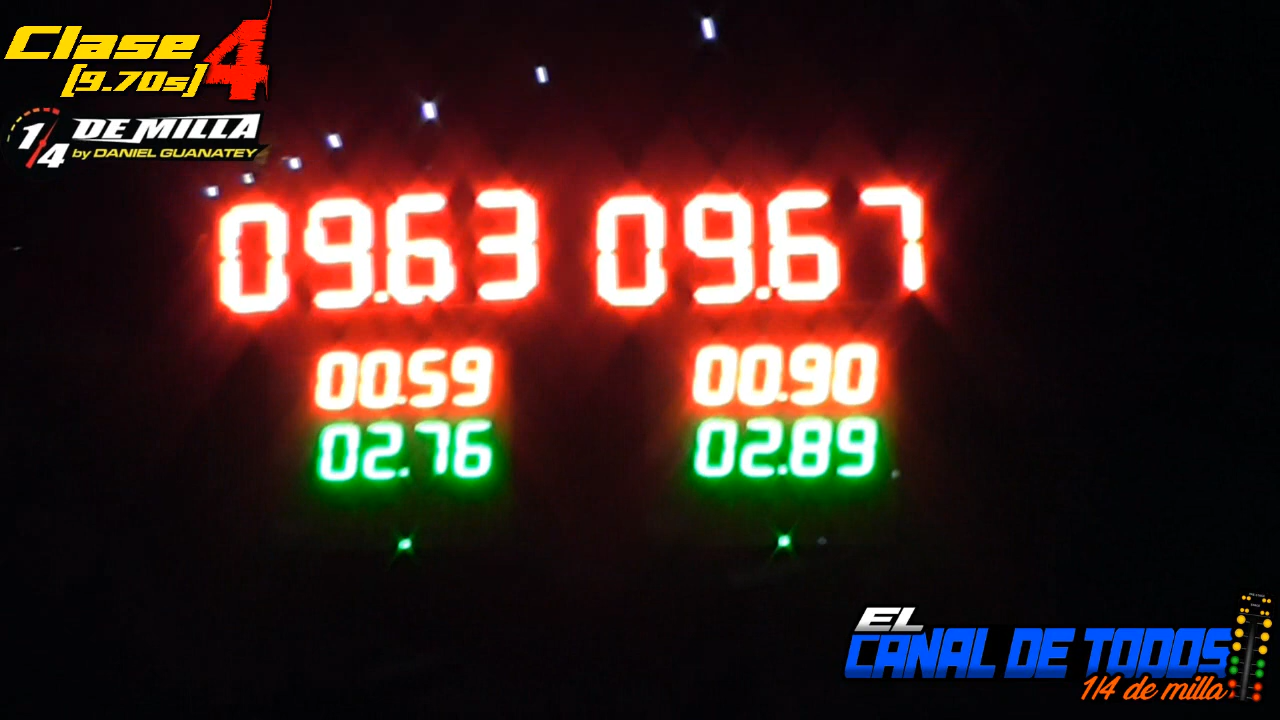 Clase 4
[9.70s]
1/4 DE MILLA
by DANIEL GUANATEY
09.63 09.67
00.59 00.90
02.76 02.89
EL
CANAL DE TODOS
1/4 de milla